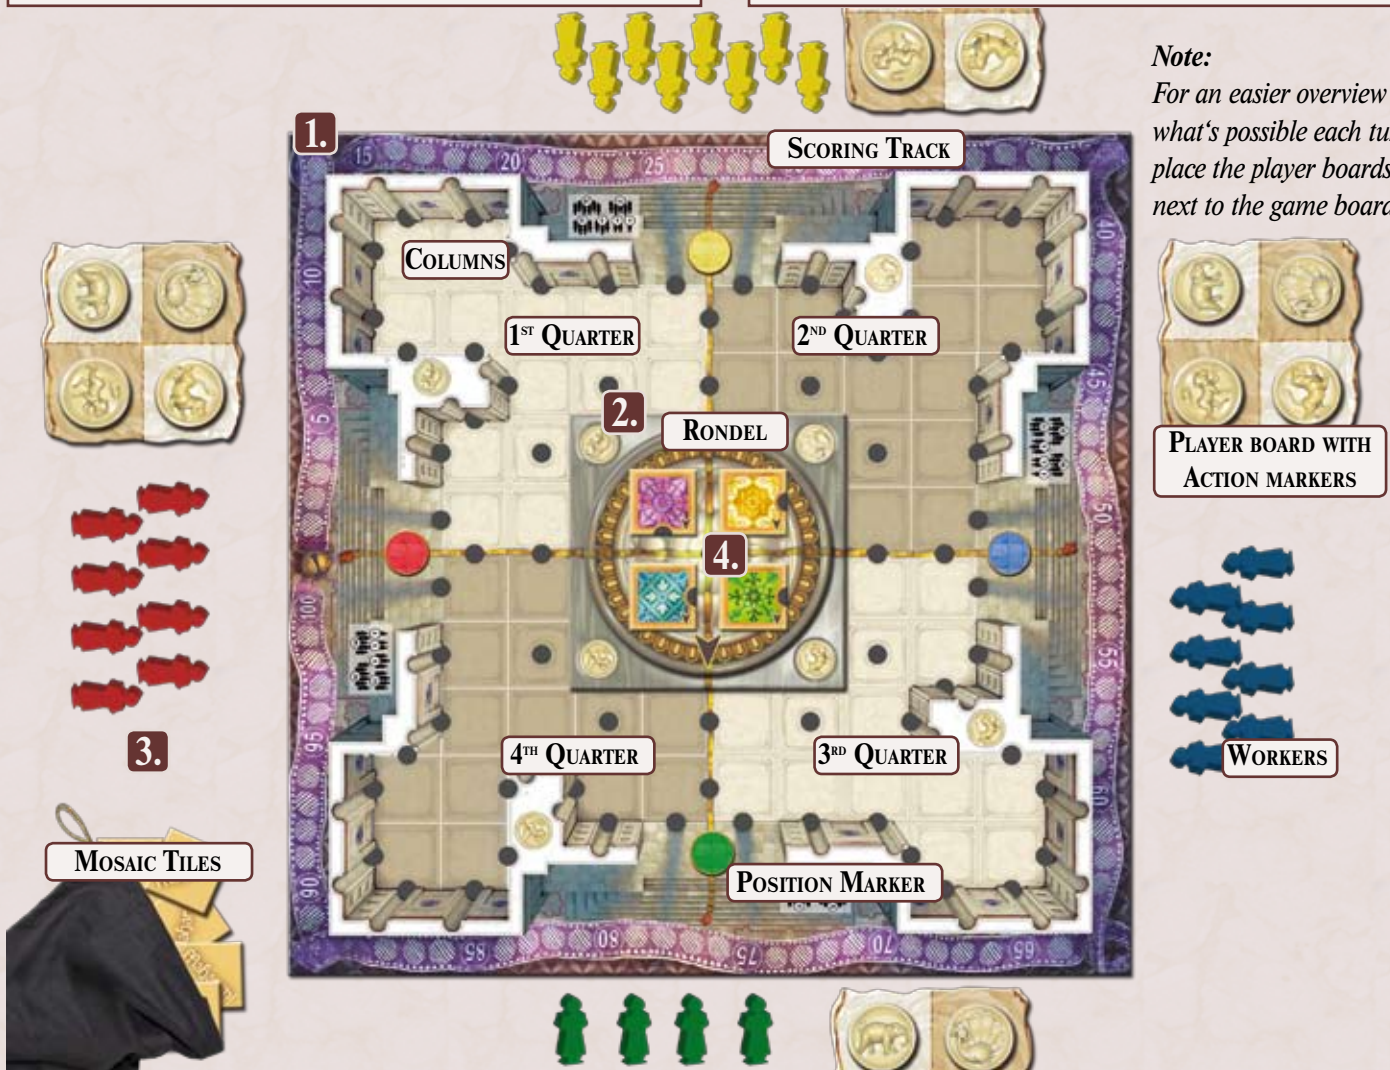 Note:
For an easier overview
what's possible each tu
place the player boards
next to the game board
1.
SCORING TRACK
15
20
25
40
10
COLUMNS
1ST QUARTER
2ND QUARTER
45
5
2.
RONDEL
PLAYER BOARD WITH
ACTION MARKERS
50
4.
100
55
3.
95
4TH QUARTER
3RD QUARTER
WORKERS
60
MOSAIC TILES
90
POSITION MARKER
85
80
75
70
65